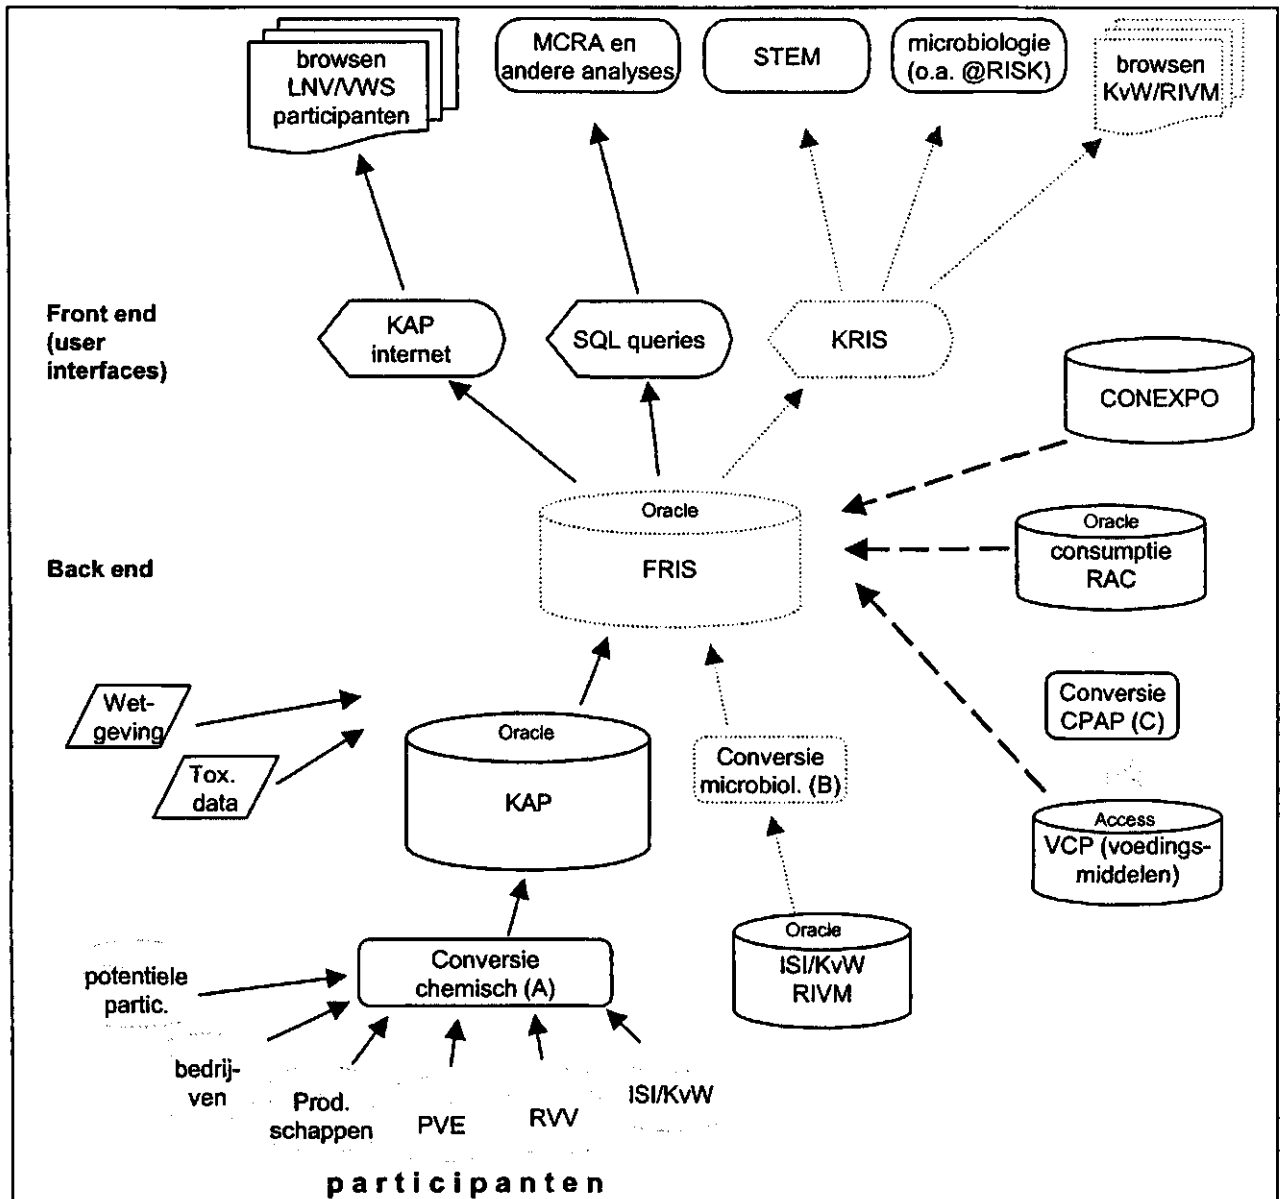 browsen
LNV/VWS
participanten
MCRA en
andere analyses
STEM
microbiologie
(o.a. @RISK)
browsen
KvW/RIVM
Front end
(user
interfaces)
KAP
internet
SQL queries
KRIS
CONEXPO
Oracle
FRIS
Back end
Oracle
consumptie
RAC
Wet-
geving
Tox.
data
Oracle
KAP
Conversie
microbiol. (B)
Conversie
CPAP (C)
Access
VCP (voedings-
middelen)
Oracle
ISI/KvW
RIVM
Conversie
chemisch (A)
potentiele
partic.
bedrij-
ven
Prod.
schappen
PVE
RVV
ISI/KvW
participanten